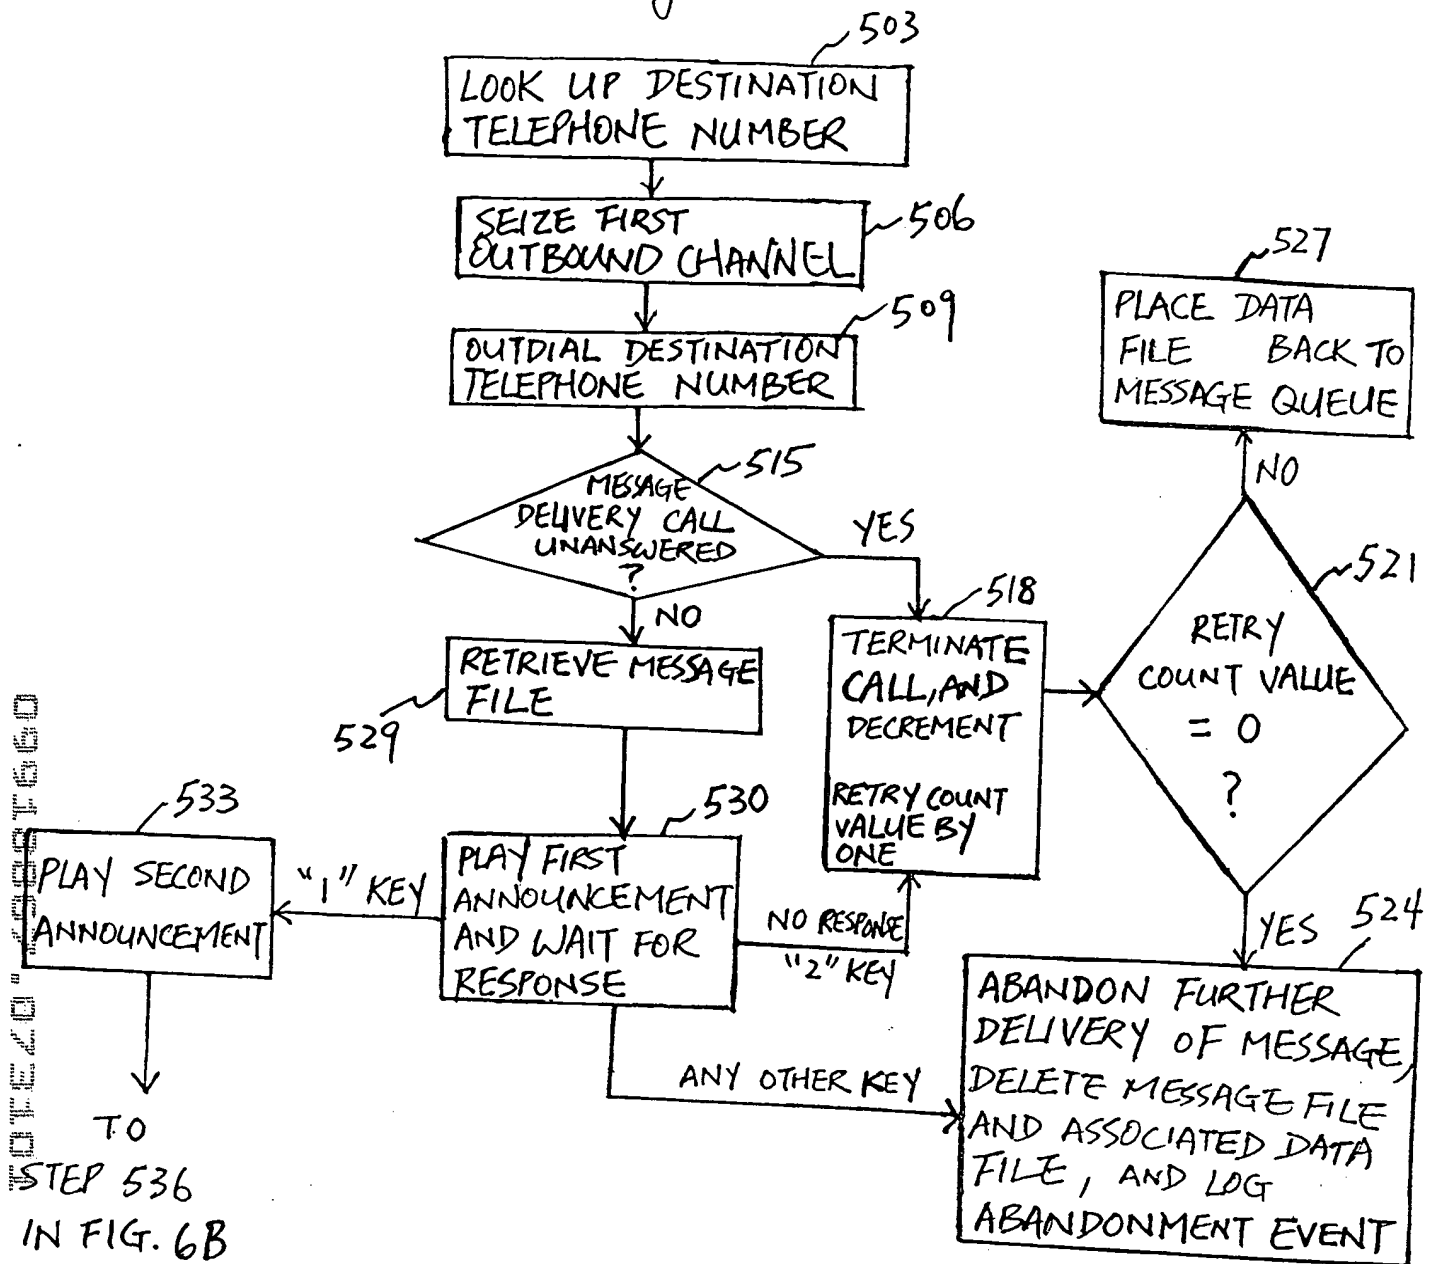 503
LOOK UP DESTINATION
TELEPHONE NUMBER
SEIZE FIRST
OUTBOUND CHANNEL
506
OUTDIAL DESTINATION
TELEPHONE NUMBER
509
MESSAGE
DELIVERY CALL
UNANSWERED
?
515
YES
NO
RETRIEVE MESSAGE
FILE
529
518
TERMINATE
CALL, AND
DECREMENT
RETRY COUNT
VALUE BY
ONE
527
PLACE DATA
FILE BACK TO
MESSAGE QUEUE
NO
521
RETRY
COUNT VALUE
= 0
?
YES
524
ABANDON FURTHER
DELIVERY OF MESSAGE,
DELETE MESSAGE FILE
AND ASSOCIATED DATA
FILE, AND LOG
ABANDONMENT EVENT
530
PLAY FIRST
ANNOUNCEMENT
AND WAIT FOR
RESPONSE
NO RESPONSE
"2" KEY
ANY OTHER KEY
"1" KEY
533
PLAY SECOND
ANNOUNCEMENT
TO
STEP 536
IN FIG. 6B